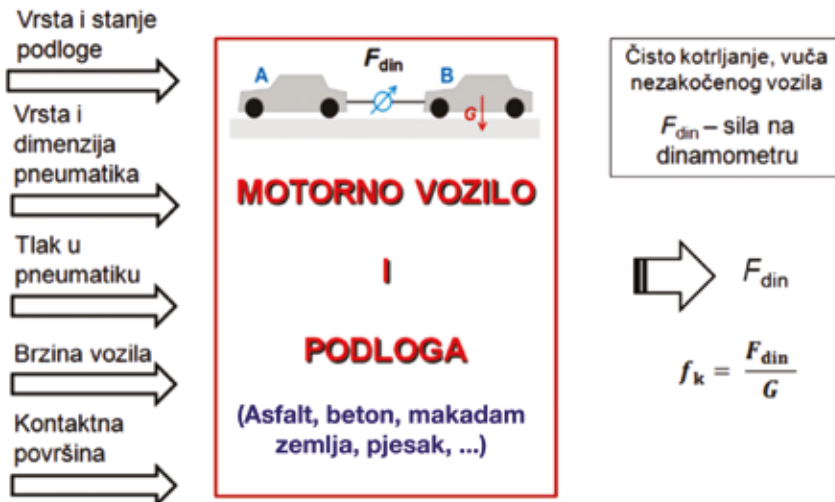 Vrsta i stanje
podloge
Vrsta i
dimenzija
pneumatika
Tlak u
pneumatiku
Brzina vozila
Kontaktna
površina
F_din
A
B
G
MOTORNO VOZILO
I
PODLOGA
(Asfalt, beton, makadam
zemlja, pjesak, ...)
Čisto kotrljanje, vuča
nezakočenog vozila
F_din – sila na
dinamometru
F_din
f_k = F_din / G